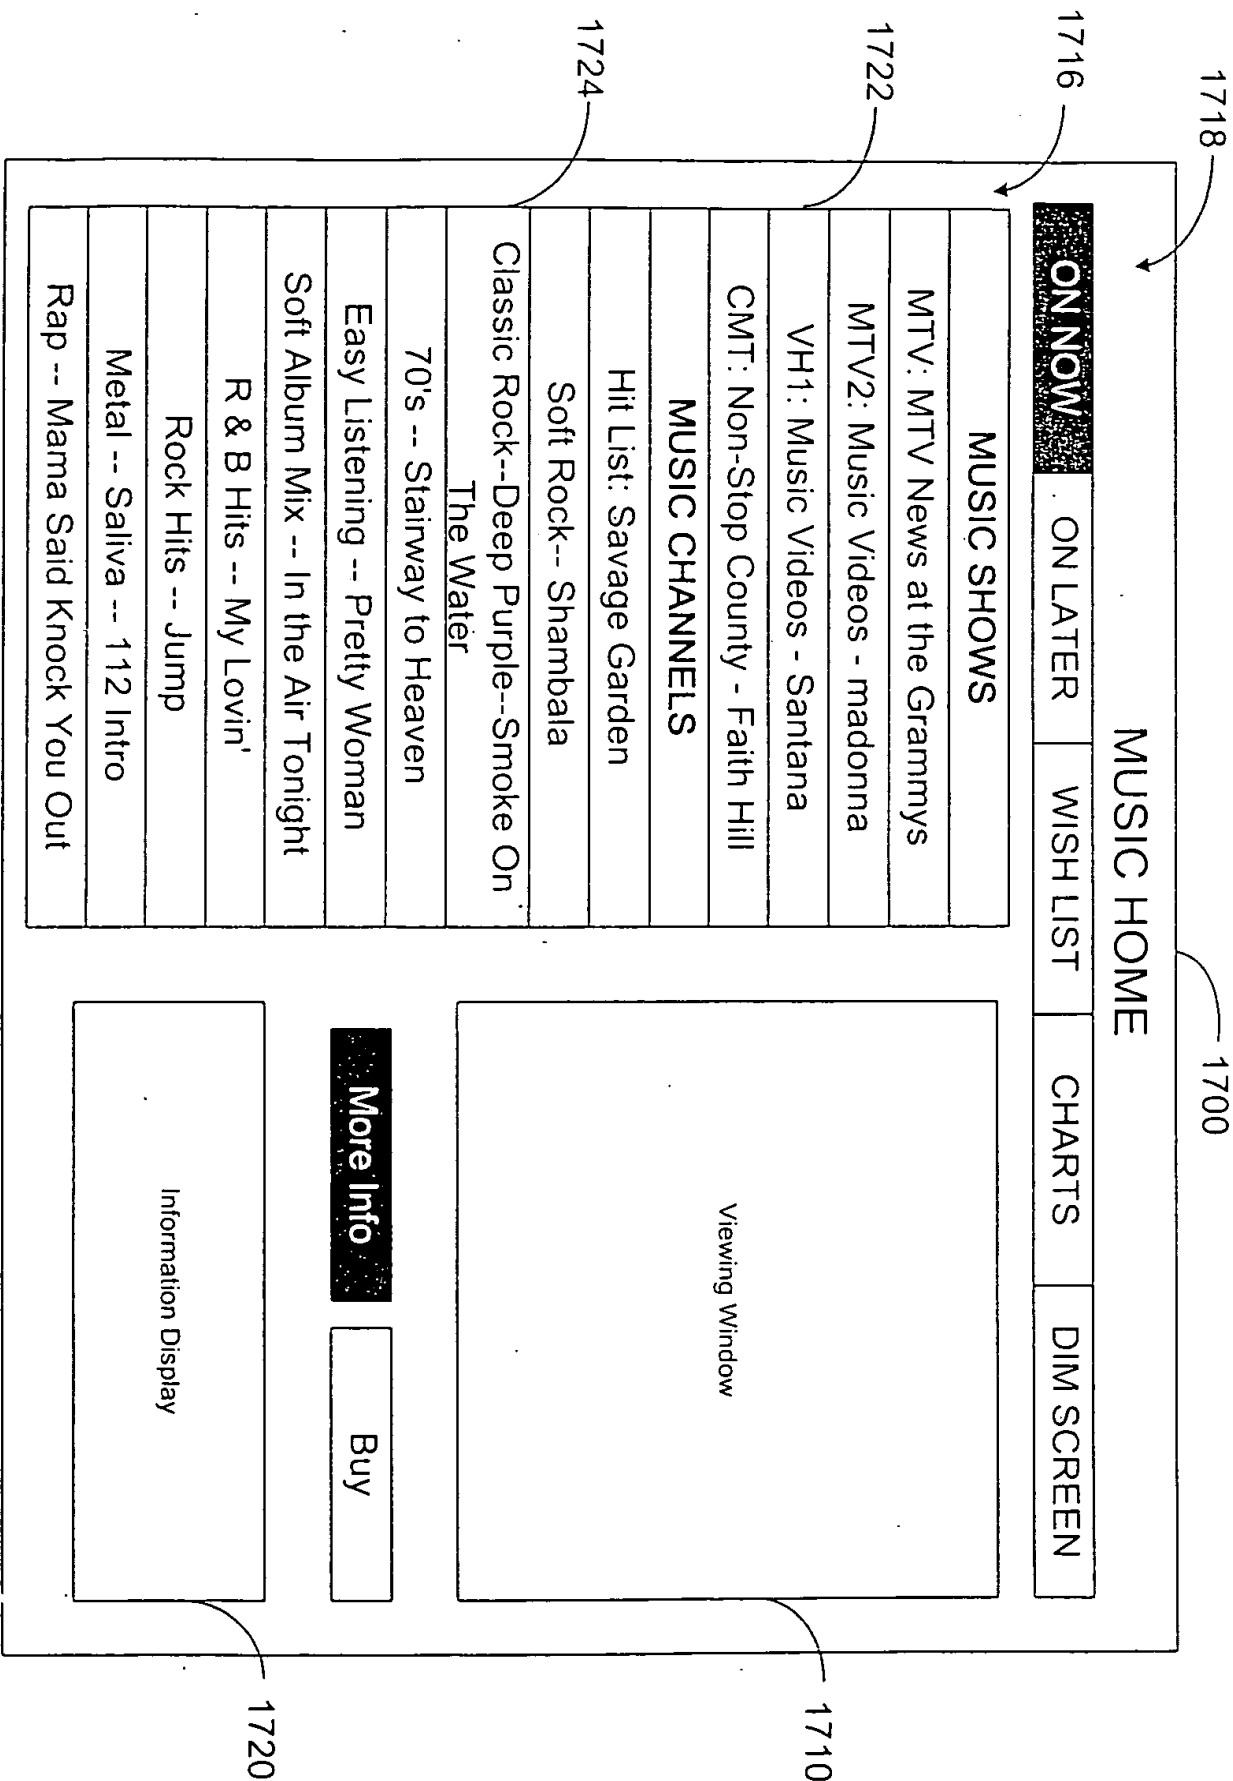 1718
1700
1716
MUSIC HOME
ON NOW
ON LATER
WISH LIST
CHARTS
DIM SCREEN
1722
MUSIC SHOWS
MTV: MTV News at the Grammys
MTV2: Music Videos - madonna
VH1: Music Videos - Santana
CMT: Non-Stop County - Faith Hill
1724
MUSIC CHANNELS
Hit List: Savage Garden
Soft Rock-- Shambala
Classic Rock--Deep Purple--Smoke On
The Water
70's -- Stairway to Heaven
Easy Listening -- Pretty Woman
Soft Album Mix -- In the Air Tonight
R & B Hits -- My Lovin'
Rock Hits -- Jump
Metal -- Saliva -- 112 Intro
Rap -- Mama Said Knock You Out
Viewing Window
1710
More Info
Buy
Information Display
1720